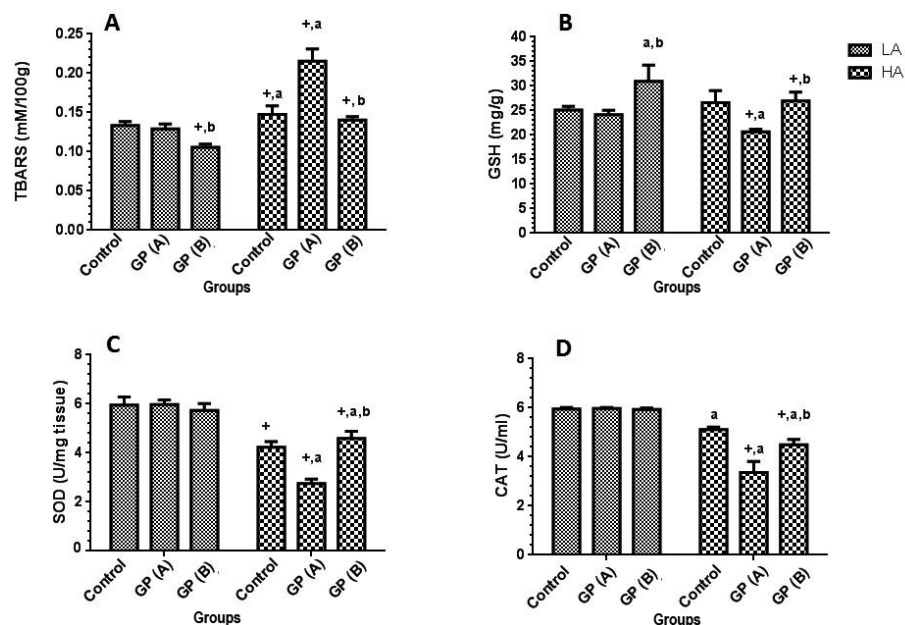 A
TBARS (mM/100g)
0.25
0.20
0.15
0.10
0.05
0.00
+,b
+,a
+,a
+,b
Control
GP (A)
GP (B)
Control
GP (A)
GP (B)
Groups
B
GSH (mg/g)
40
35
30
25
20
15
10
5
0
a,b
+,a
+,b
Control
GP (A)
GP (B)
Control
GP (A)
GP (B)
Groups
LA
HA
C
SOD (U/mg tissue)
8
6
4
2
0
+
+,a
+,a,b
Control
GP (A)
GP (B)
Control
GP (A)
GP (B)
Groups
D
CAT (U/ml)
8
6
4
2
0
a
+,a
+,a,b
Control
GP (A)
GP (B)
Control
GP (A)
GP (B)
Groups